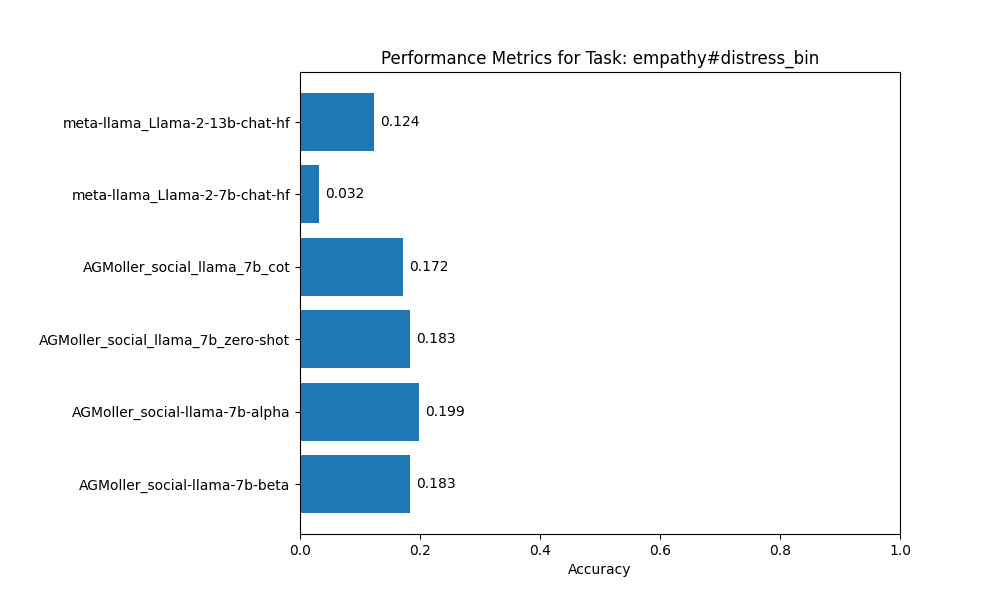 Performance Metrics for Task: empathy#distress_bin
meta-llama_Llama-2-13b-chat-hf
0.124
meta-llama_Llama-2-7b-chat-hf
0.032
AGMoller_social_llama_7b_cot
0.172
AGMoller_social_llama_7b_zero-shot
0.183
AGMoller_social-llama-7b-alpha
0.199
AGMoller_social-llama-7b-beta
0.183
0.0 0.2 0.4 0.6 0.8 1.0
Accuracy